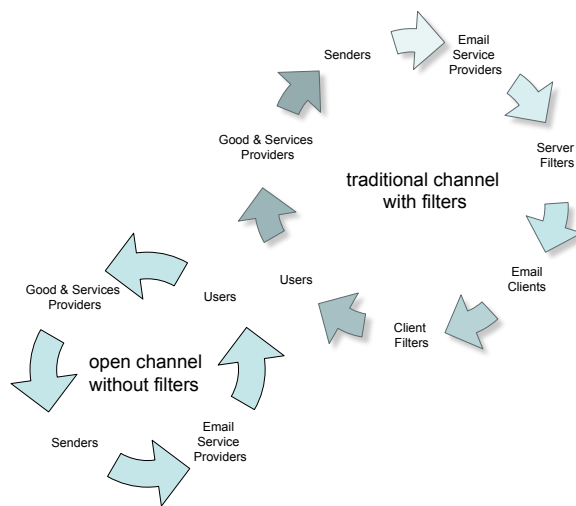 Senders
Email
Service
Providers
Server
Filters
Email
Clients
Client
Filters
Users
Good & Services
Providers
traditional channel
with filters
Users
Good & Services
Providers
Senders
Email
Service
Providers
open channel
without filters